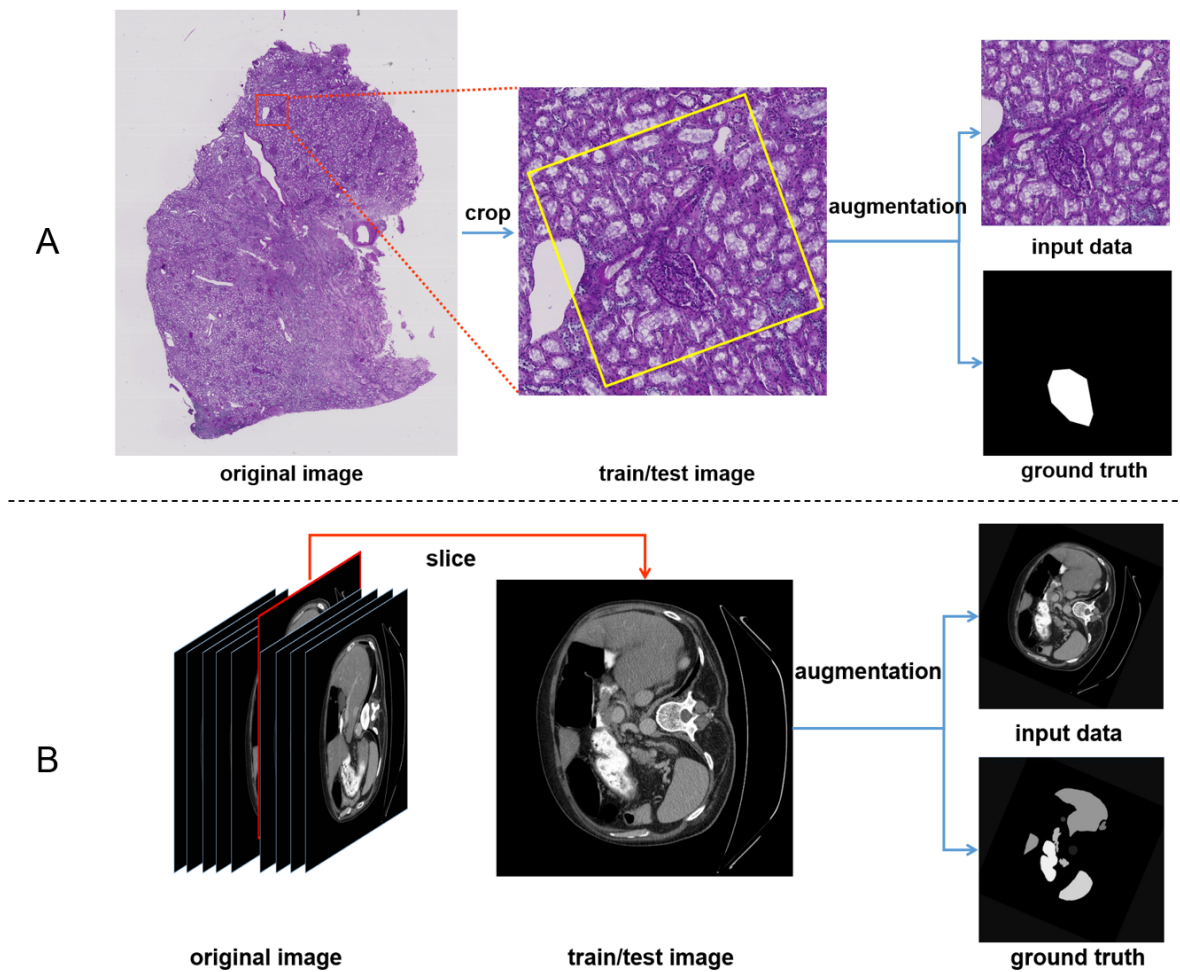 A
crop
augmentation
input data
original image
train/test image
ground truth
slice
B
augmentation
input data
original image
train/test image
ground truth